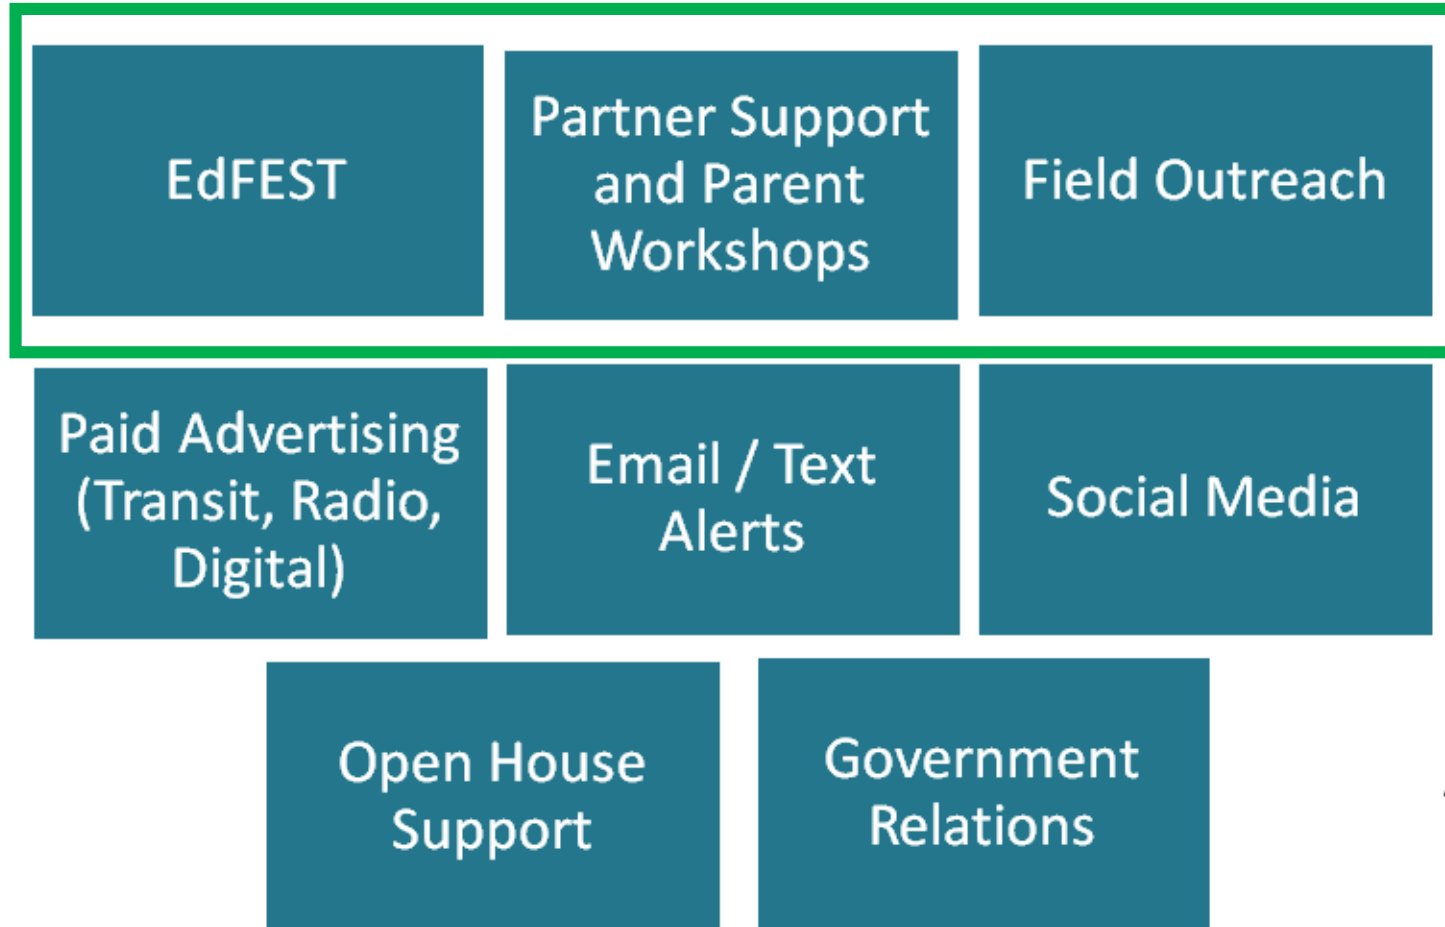 EdFEST
Partner Support
and Parent
Workshops
Field Outreach
Paid Advertising
(Transit, Radio,
Digital)
Email / Text
Alerts
Social Media
Open House
Support
Government
Relations